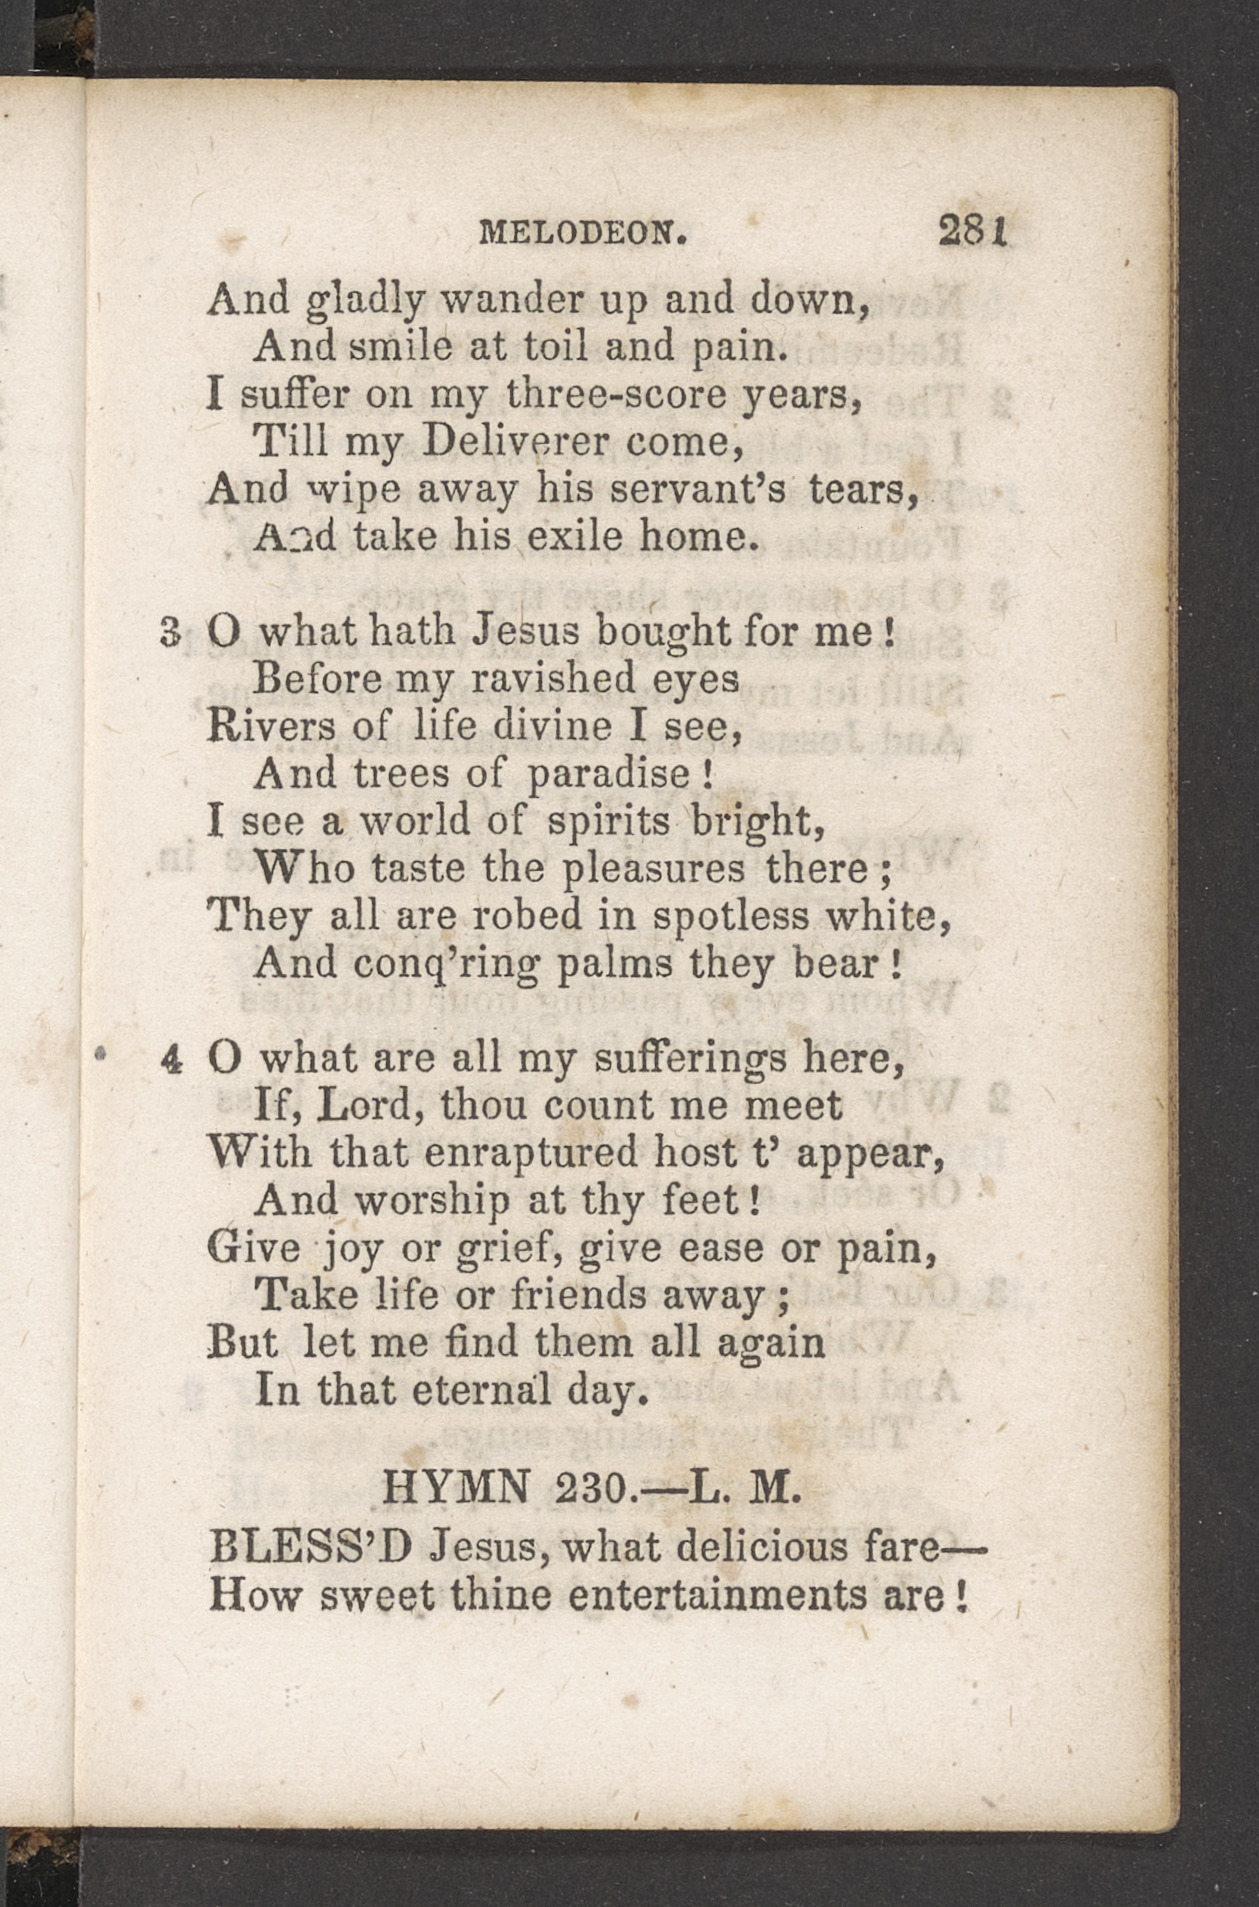 MELODEON. 281
And gladly wander up and down,
And smile at toil and pain.
I suffer on my three-score years,
Till my Deliverer come,
And wipe away his servant's tears,
And take his exile home.
3 O what hath Jesus bought for me !
Before my ravished eyes
Rivers of life divine I see,
And trees of paradise !
I see a world of spirits bright,
Who taste the pleasures there ;
They all are robed in spotless white,
And conq'ring palms they bear !
4 O what are all my sufferings here,
If, Lord, thou count me meet
With that enraptured host t' appear,
And worship at thy feet !
Give joy or grief, give ease or pain,
Take life or friends away ;
But let me find them all again
In that eternal day.
HYMN 230.—L. M.
BLESS'D Jesus, what delicious fare—
How sweet thine entertainments are !